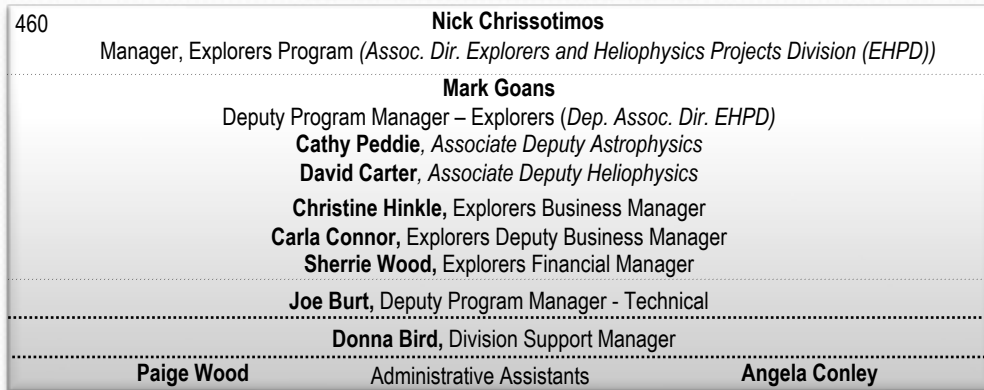 460
Nick Chrissotimos
Manager, Explorers Program (Assoc. Dir. Explorers and Heliophysics Projects Division (EHPD))
Mark Goans
Deputy Program Manager – Explorers (Dep. Assoc. Dir. EHPD)
Cathy Peddie, Associate Deputy Astrophysics
David Carter, Associate Deputy Heliophysics
Christine Hinkle, Explorers Business Manager
Carla Connor, Explorers Deputy Business Manager
Sherrie Wood, Explorers Financial Manager
Joe Burt, Deputy Program Manager - Technical
Donna Bird, Division Support Manager
Paige Wood Administrative Assistants Angela Conley